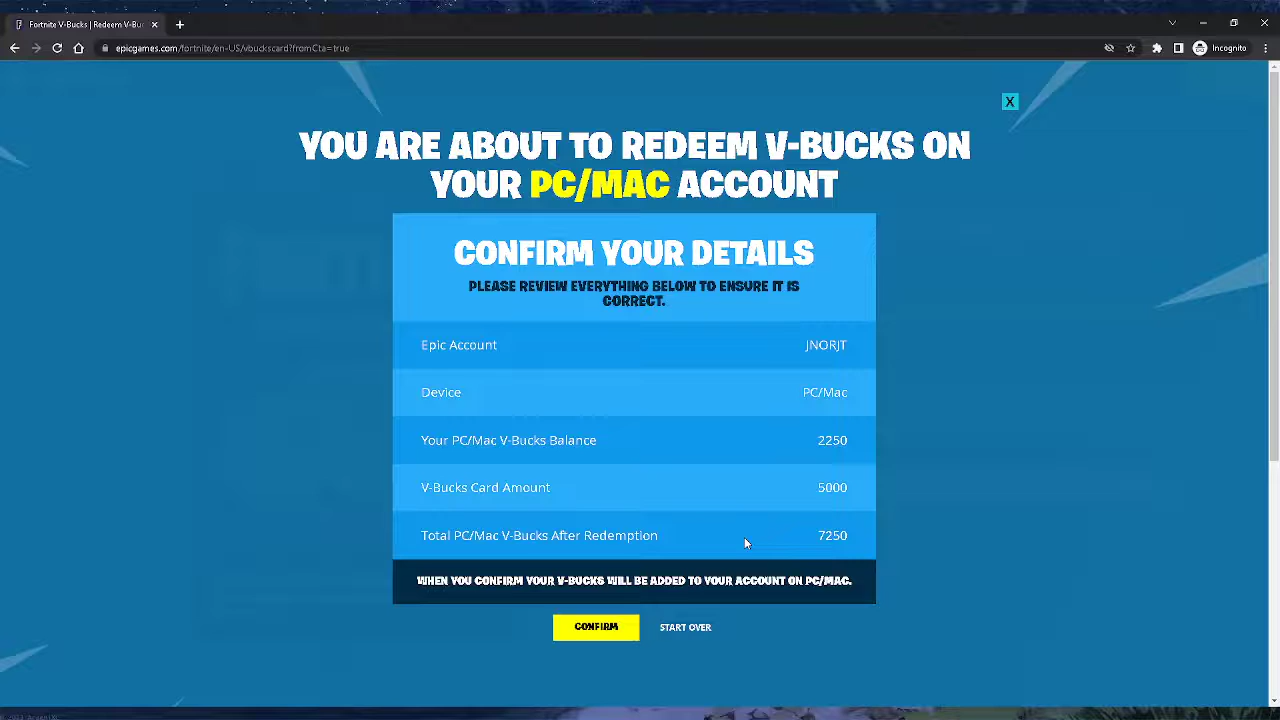 Fortnite V-Bucks | Redeem V-Buc
epicgames.com/fortnite/en-US/vbuckscard?fromCta=true
Incognito
X
YOU ARE ABOUT TO REDEEM V-BUCKS ON
YOUR PC/MAC ACCOUNT
CONFIRM YOUR DETAILS
PLEASE REVIEW EVERYTHING BELOW TO ENSURE IT IS
CORRECT.
Epic Account JNORJT
Device PC/Mac
Your PC/Mac V-Bucks Balance 2250
V-Bucks Card Amount 5000
Total PC/Mac V-Bucks After Redemption 7250
WHEN YOU CONFIRM YOUR V-BUCKS WILL BE ADDED TO YOUR ACCOUNT ON PC/MAC.
CONFIRM START OVER